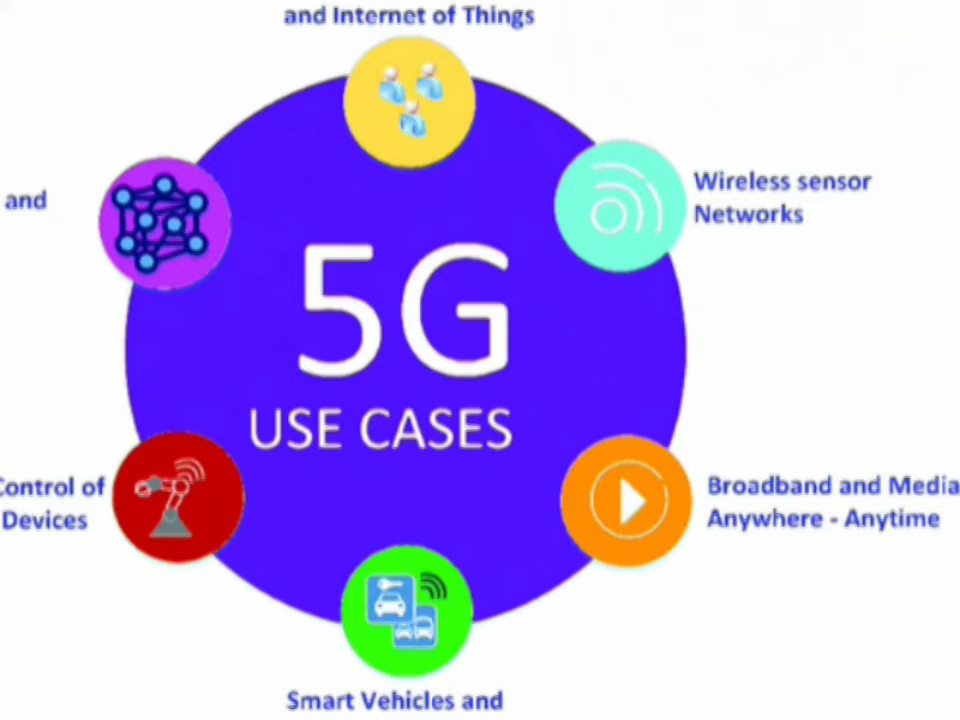 and Internet of Things
Wireless sensor
Networks
and
5G
USE CASES
Control of
Devices
Broadband and Media
Anywhere - Anytime
Smart Vehicles and